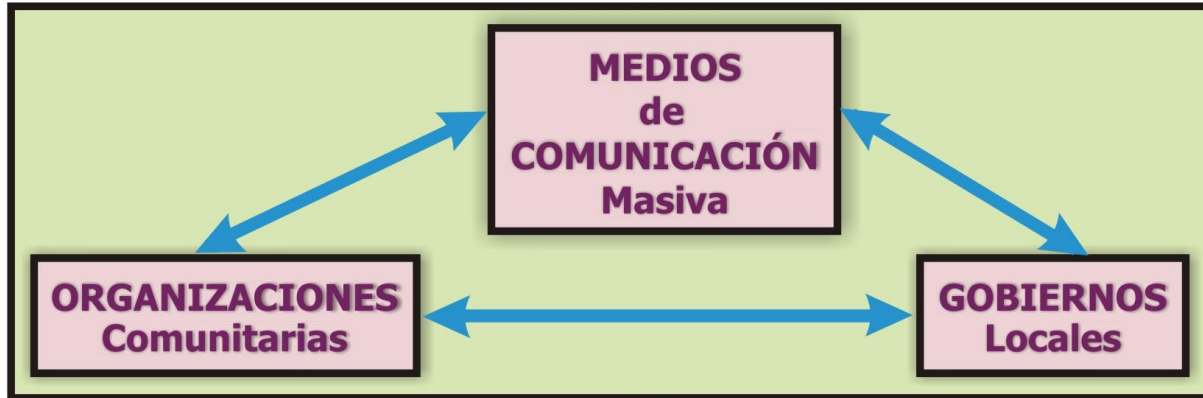 MEDIOS
de
COMUNICACIÓN
Masiva
ORGANIZACIONES
Comunitarias
GOBIERNOS
Locales